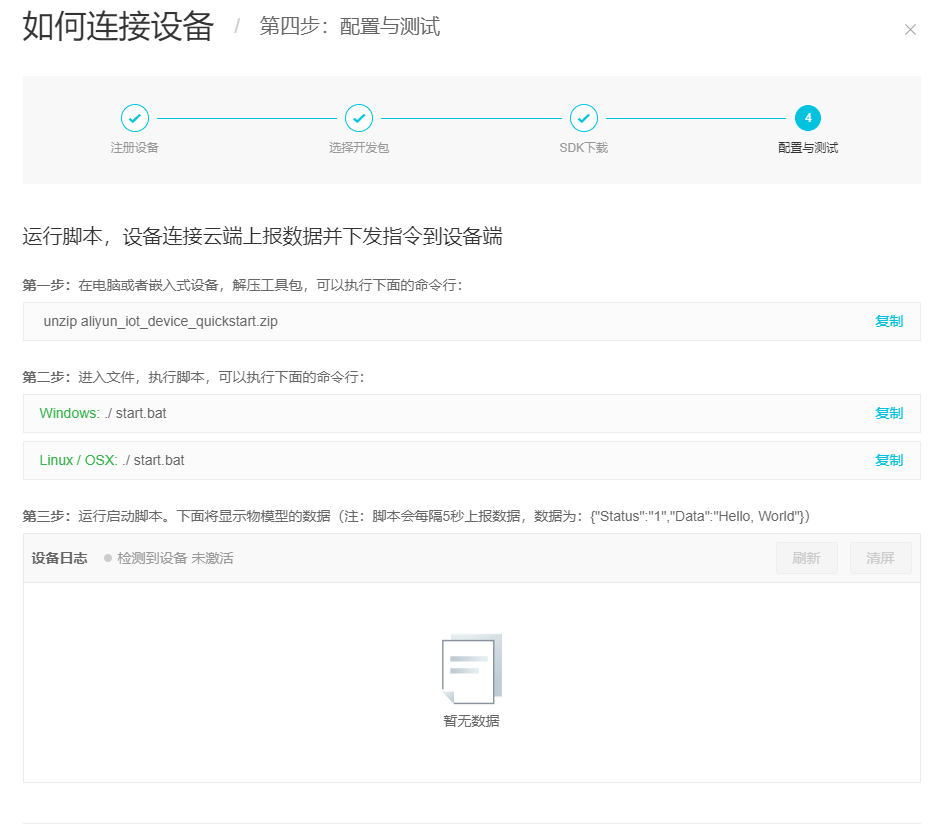 如何连接设备 / 第四步：配置与测试
注册设备 选择开发包 SDK下载 4 配置与测试
运行脚本，设备连接云端上报数据并下发指令到设备端
第一步：在电脑或者嵌入式设备，解压工具包，可以执行下面的命令行：
unzip aliyun_iot_device_quickstart.zip 复制
第二步：进入文件，执行脚本，可以执行下面的命令行：
Windows: ./ start.bat 复制
Linux / OSX: ./ start.bat 复制
第三步：运行启动脚本。下面将显示物模型的数据（注：脚本会每隔5秒上报数据，数据为：{"Status":"1","Data":"Hello, World"}）
设备日志 检测到设备 未激活 刷新 清屏
暂无数据